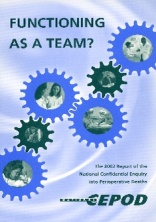 FUNCTIONING
AS A TEAM?
The 2002 Report of the
National Confidential Enquiry
into Perioperative Deaths
CEPOD